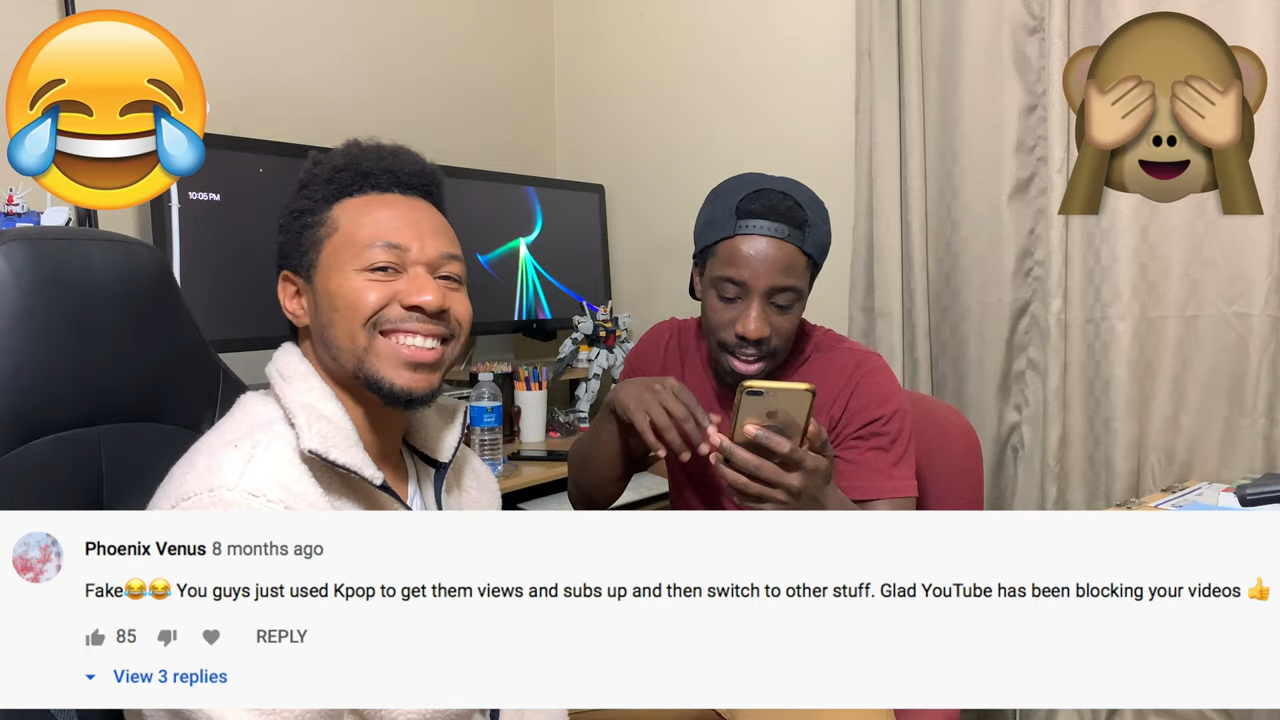 10:05 PM
Phoenix Venus 8 months ago
Fake😂😂 You guys just used Kpop to get them views and subs up and then switch to other stuff. Glad YouTube has been blocking your videos 👍
85 REPLY
View 3 replies